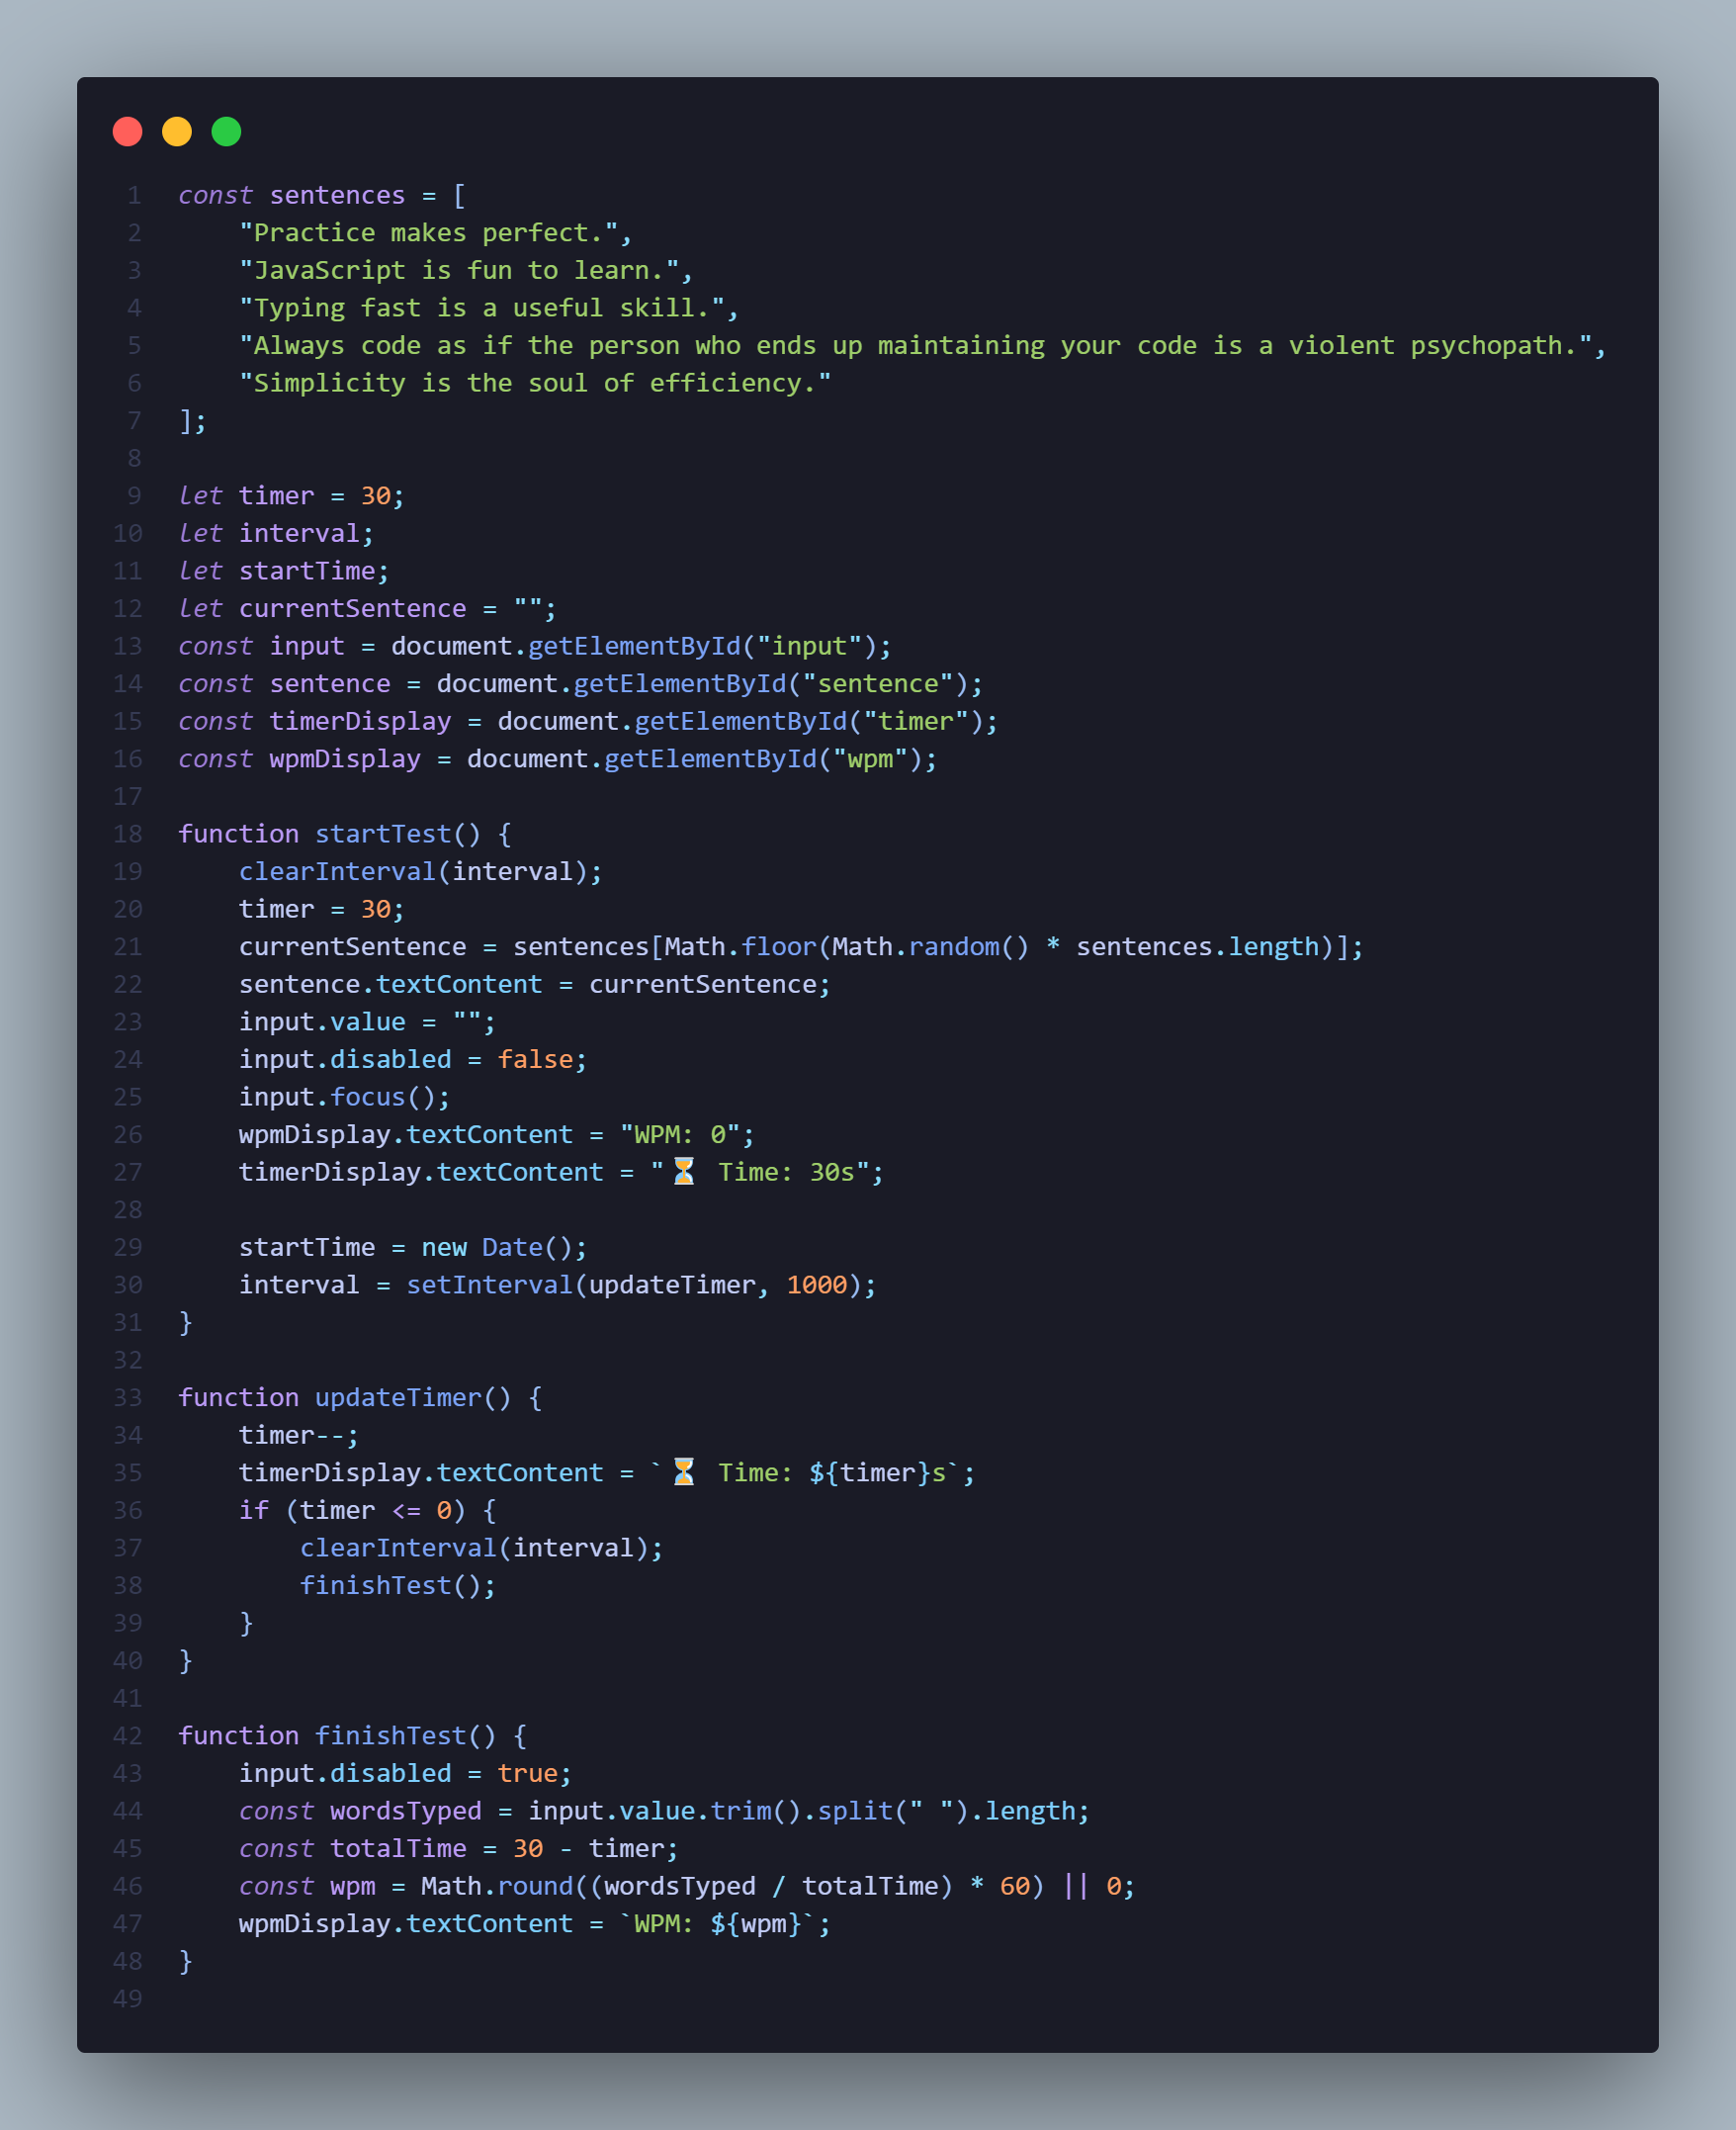 1 const sentences = [
2     "Practice makes perfect.",
3     "JavaScript is fun to learn.",
4     "Typing fast is a useful skill.",
5     "Always code as if the person who ends up maintaining your code is a violent psychopath.",
6     "Simplicity is the soul of efficiency."
7 ];
8
9 let timer = 30;
10 let interval;
11 let startTime;
12 let currentSentence = "";
13 const input = document.getElementById("input");
14 const sentence = document.getElementById("sentence");
15 const timerDisplay = document.getElementById("timer");
16 const wpmDisplay = document.getElementById("wpm");
17
18 function startTest() {
19     clearInterval(interval);
20     timer = 30;
21     currentSentence = sentences[Math.floor(Math.random() * sentences.length)];
22     sentence.textContent = currentSentence;
23     input.value = "";
24     input.disabled = false;
25     input.focus();
26     wpmDisplay.textContent = "WPM: 0";
27     timerDisplay.textContent = "⏳ Time: 30s";
28
29     startTime = new Date();
30     interval = setInterval(updateTimer, 1000);
31 }
32
33 function updateTimer() {
34     timer--;
35     timerDisplay.textContent = `⏳ Time: ${timer}s`;
36     if (timer <= 0) {
37         clearInterval(interval);
38         finishTest();
39     }
40 }
41
42 function finishTest() {
43     input.disabled = true;
44     const wordsTyped = input.value.trim().split(" ").length;
45     const totalTime = 30 - timer;
46     const wpm = Math.round((wordsTyped / totalTime) * 60) || 0;
47     wpmDisplay.textContent = `WPM: ${wpm}`;
48 }
49